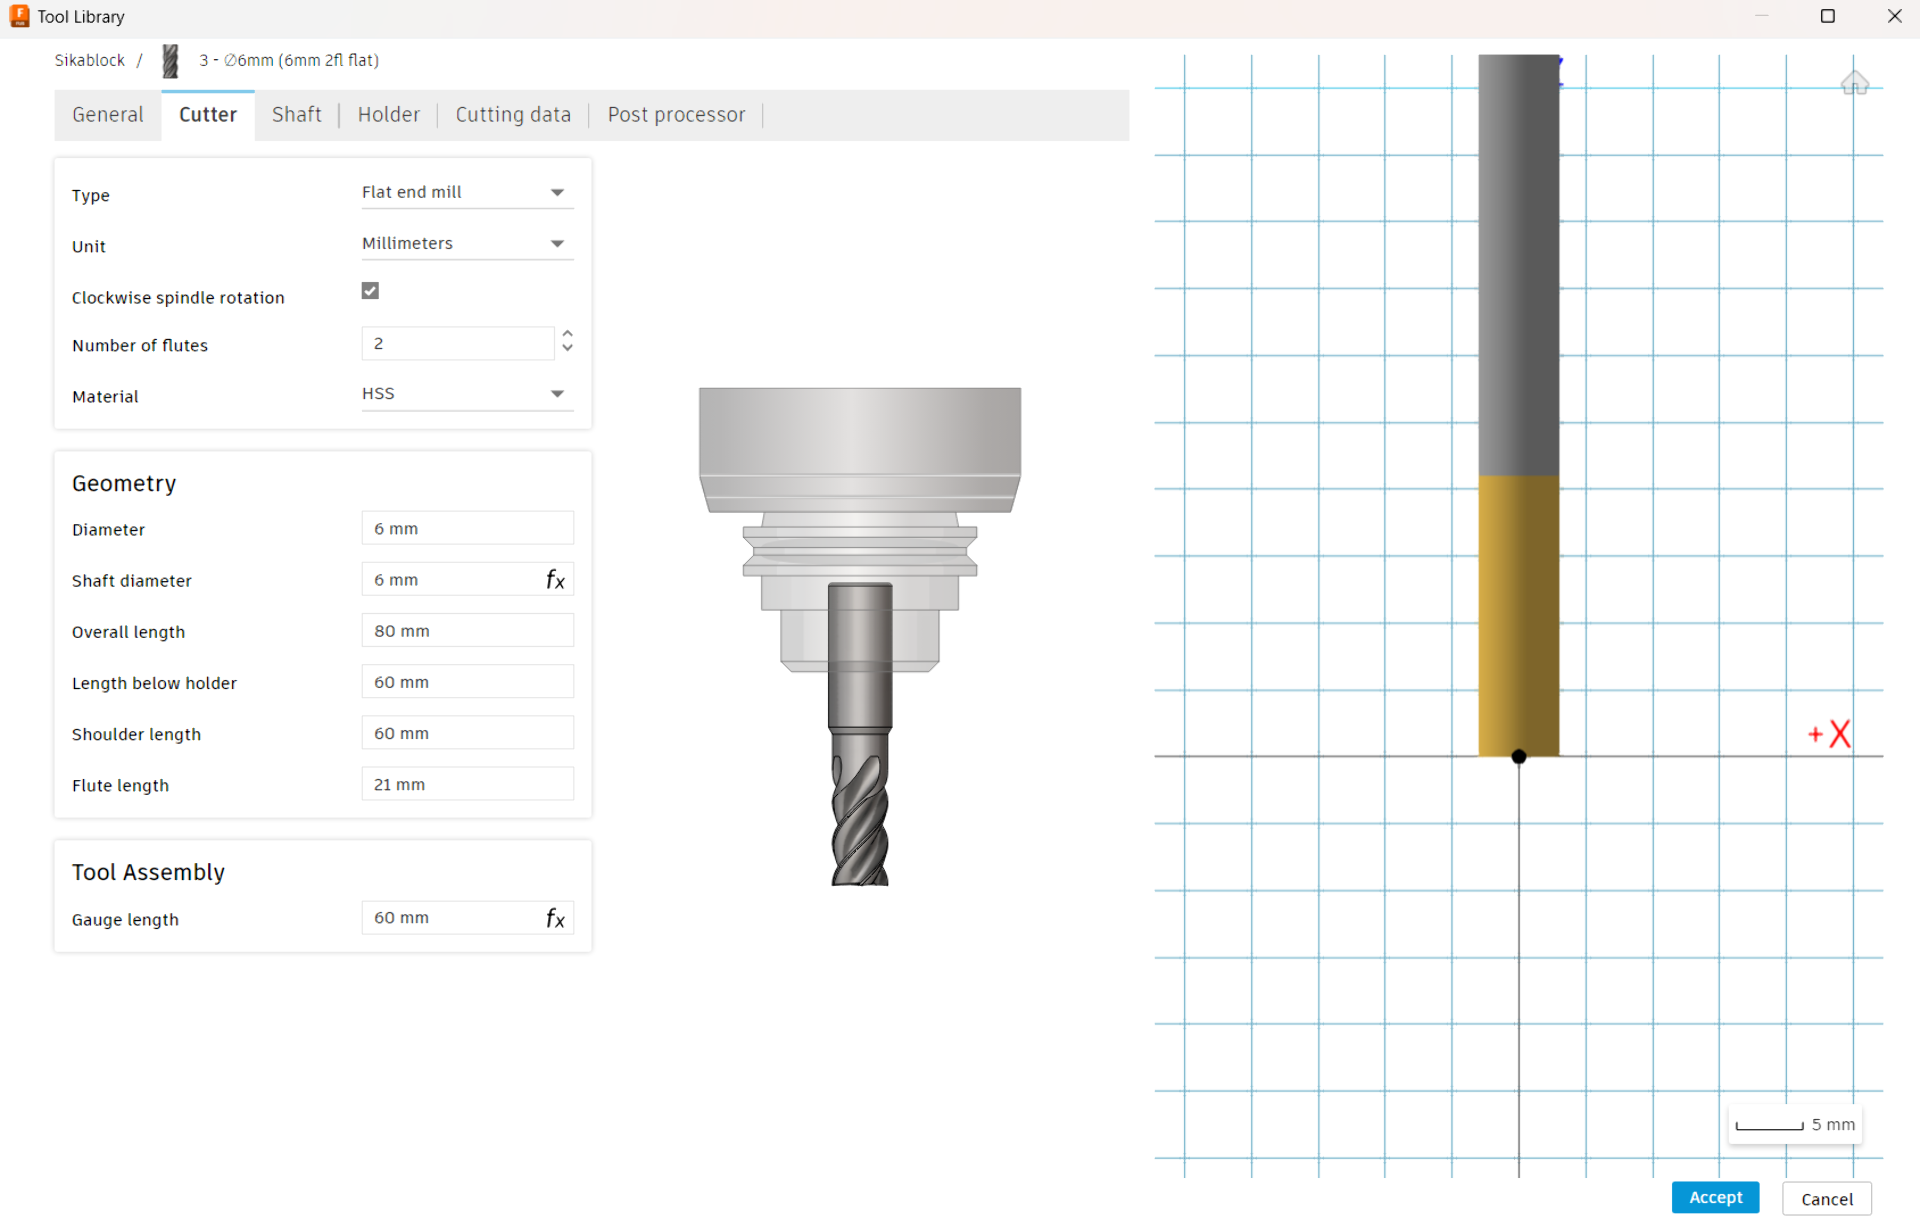 Tool Library
Sikablock / 3 - ∅6mm (6mm 2fl flat)
General Cutter Shaft Holder Cutting data Post processor
Type Flat end mill
Unit Millimeters
Clockwise spindle rotation
Number of flutes 2
Material HSS
Geometry
Diameter 6 mm
Shaft diameter 6 mm fx
Overall length 80 mm
Length below holder 60 mm
Shoulder length 60 mm
Flute length 21 mm
Tool Assembly
Gauge length 60 mm fx
+X
5 mm
Accept Cancel